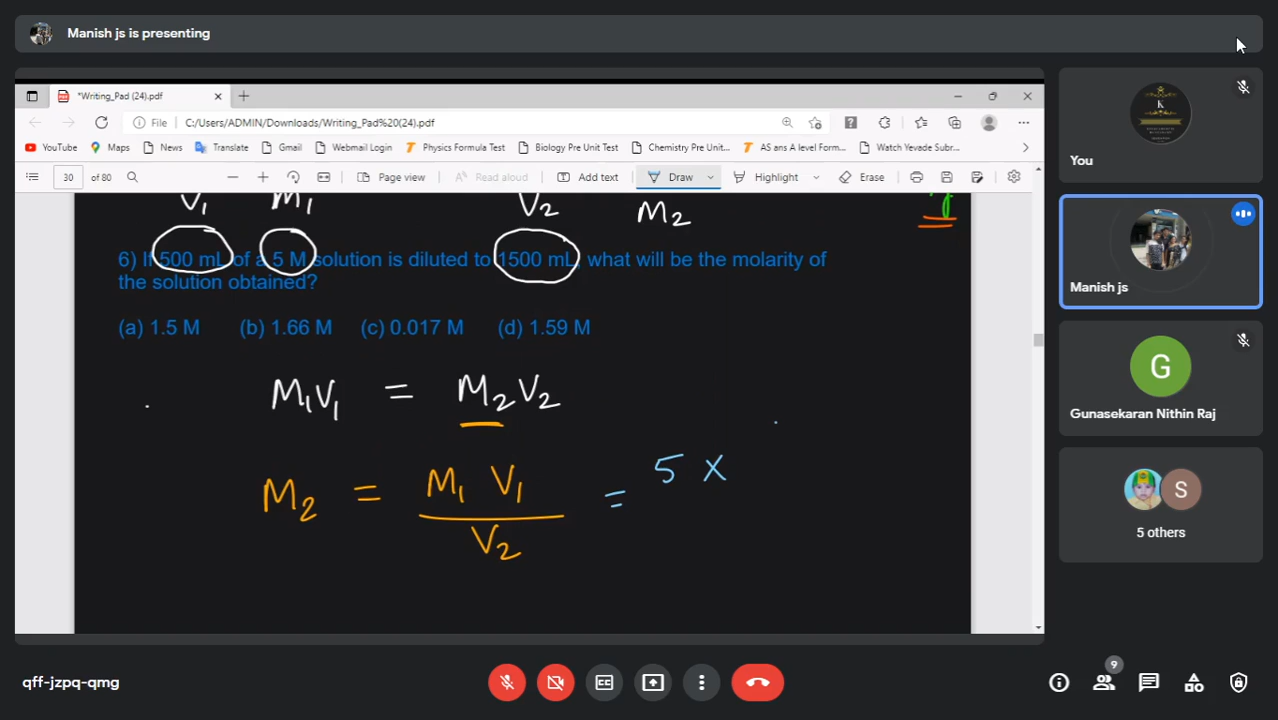 Manish js is presenting
*Writing_Pad (24).pdf
File C:/Users/ADMIN/Downloads/Writing_Pad%20(24).pdf
YouTube Maps News Translate Gmail Webmail Login Physics Formula Test Biology Pre Unit Test Chemistry Pre Unit... AS ans A level Form... Watch Yevade Subr...
30 of 80 Page view Read aloud Add text Draw Highlight Erase
V₁ M₁ V₂ M₂
6) If 500 mL of a 5 M solution is diluted to 1500 mL, what will be the molarity of
the solution obtained?
(a) 1.5 M (b) 1.66 M (c) 0.017 M (d) 1.59 M
M₁V₁ = M₂V₂
M₂ = M₁ V₁ = 5 X
V₂
K
You
Manish js
G
Gunasekaran Nithin Raj
S
5 others
qff-jzpq-qmg
CC
9